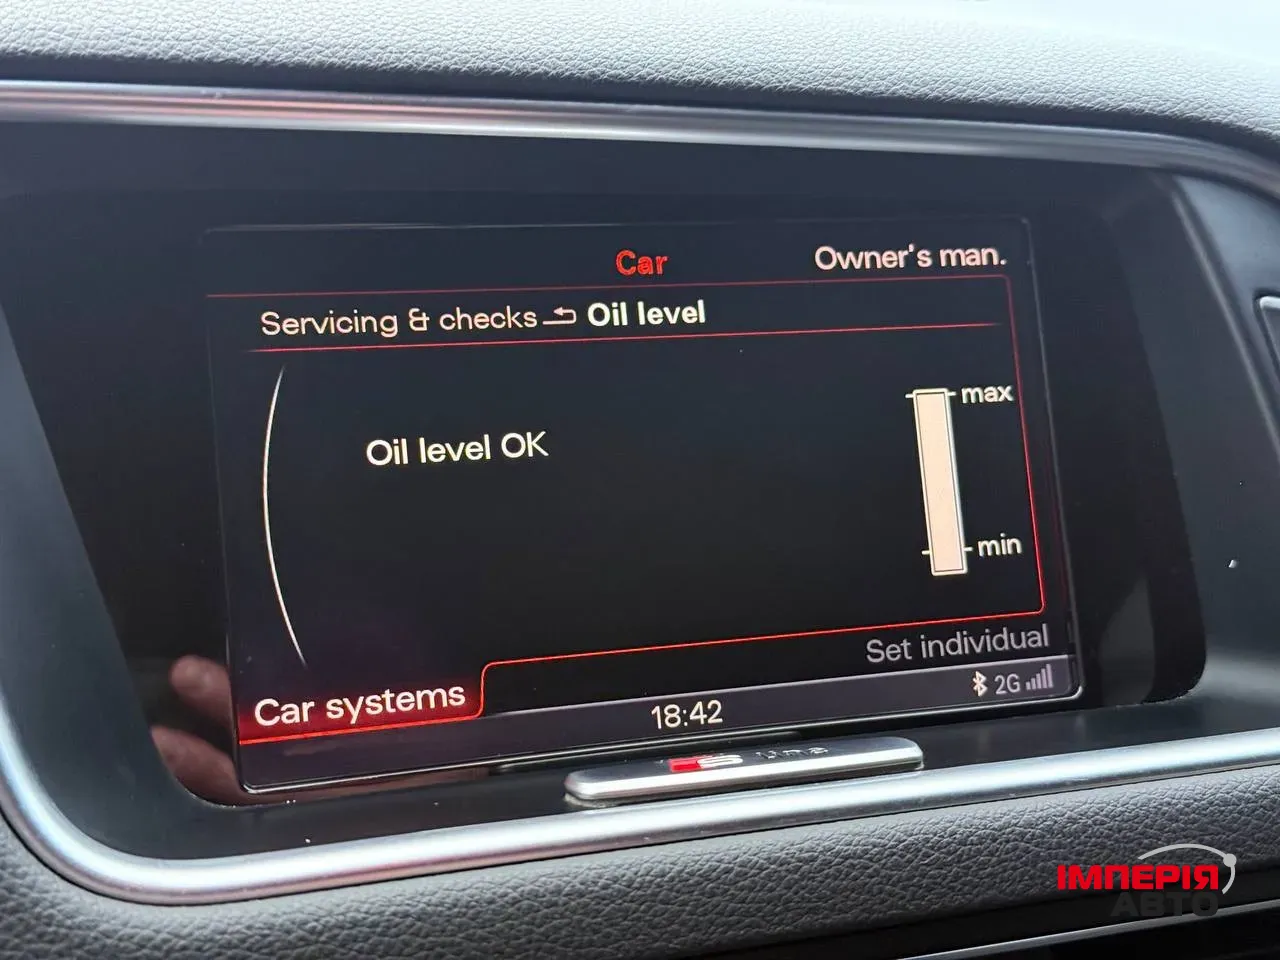 Car
Owner's man.
Servicing & checks Oil level
max
Oil level OK
min
Set individual
Car systems
18:42
2G
S line
ІМПЕРІЯ
АВТО